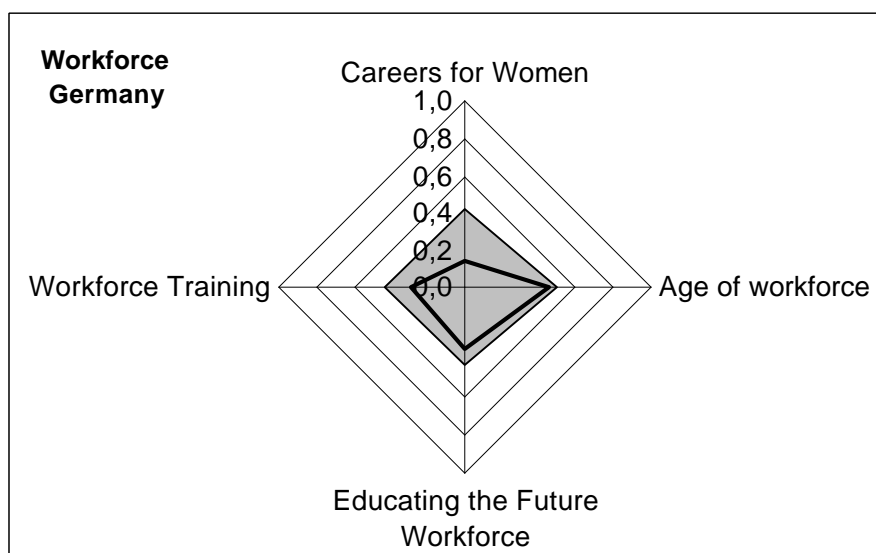 Workforce
Germany
Careers for Women
1,0
0,8
0,6
0,4
0,2
0,0
Workforce Training
Age of workforce
Educating the Future
Workforce